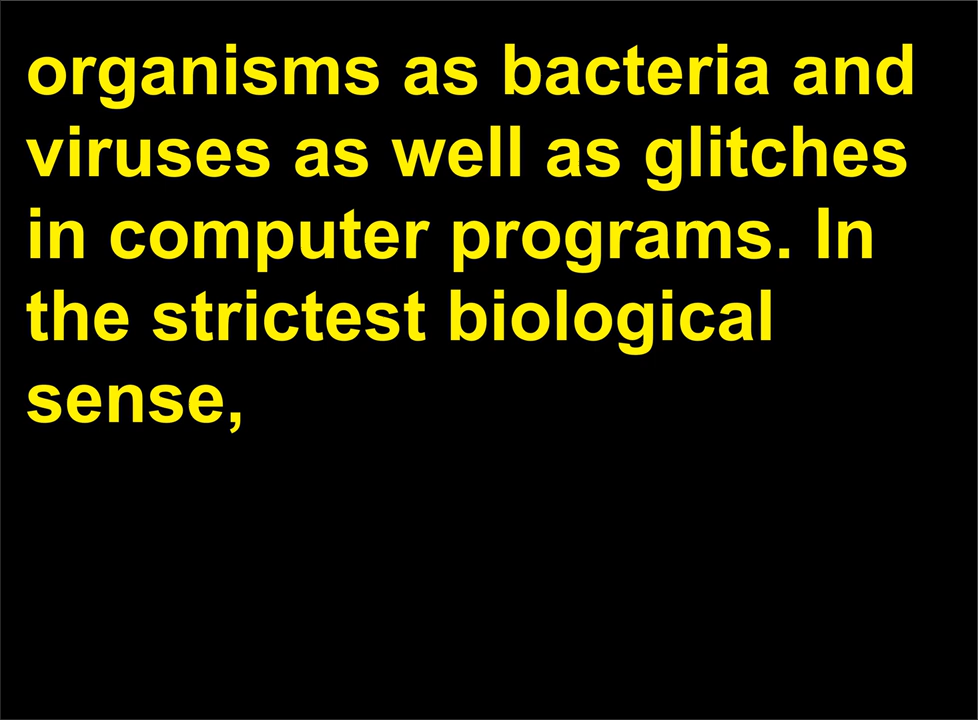 organisms as bacteria and
viruses as well as glitches
in computer programs. In
the strictest biological
sense,